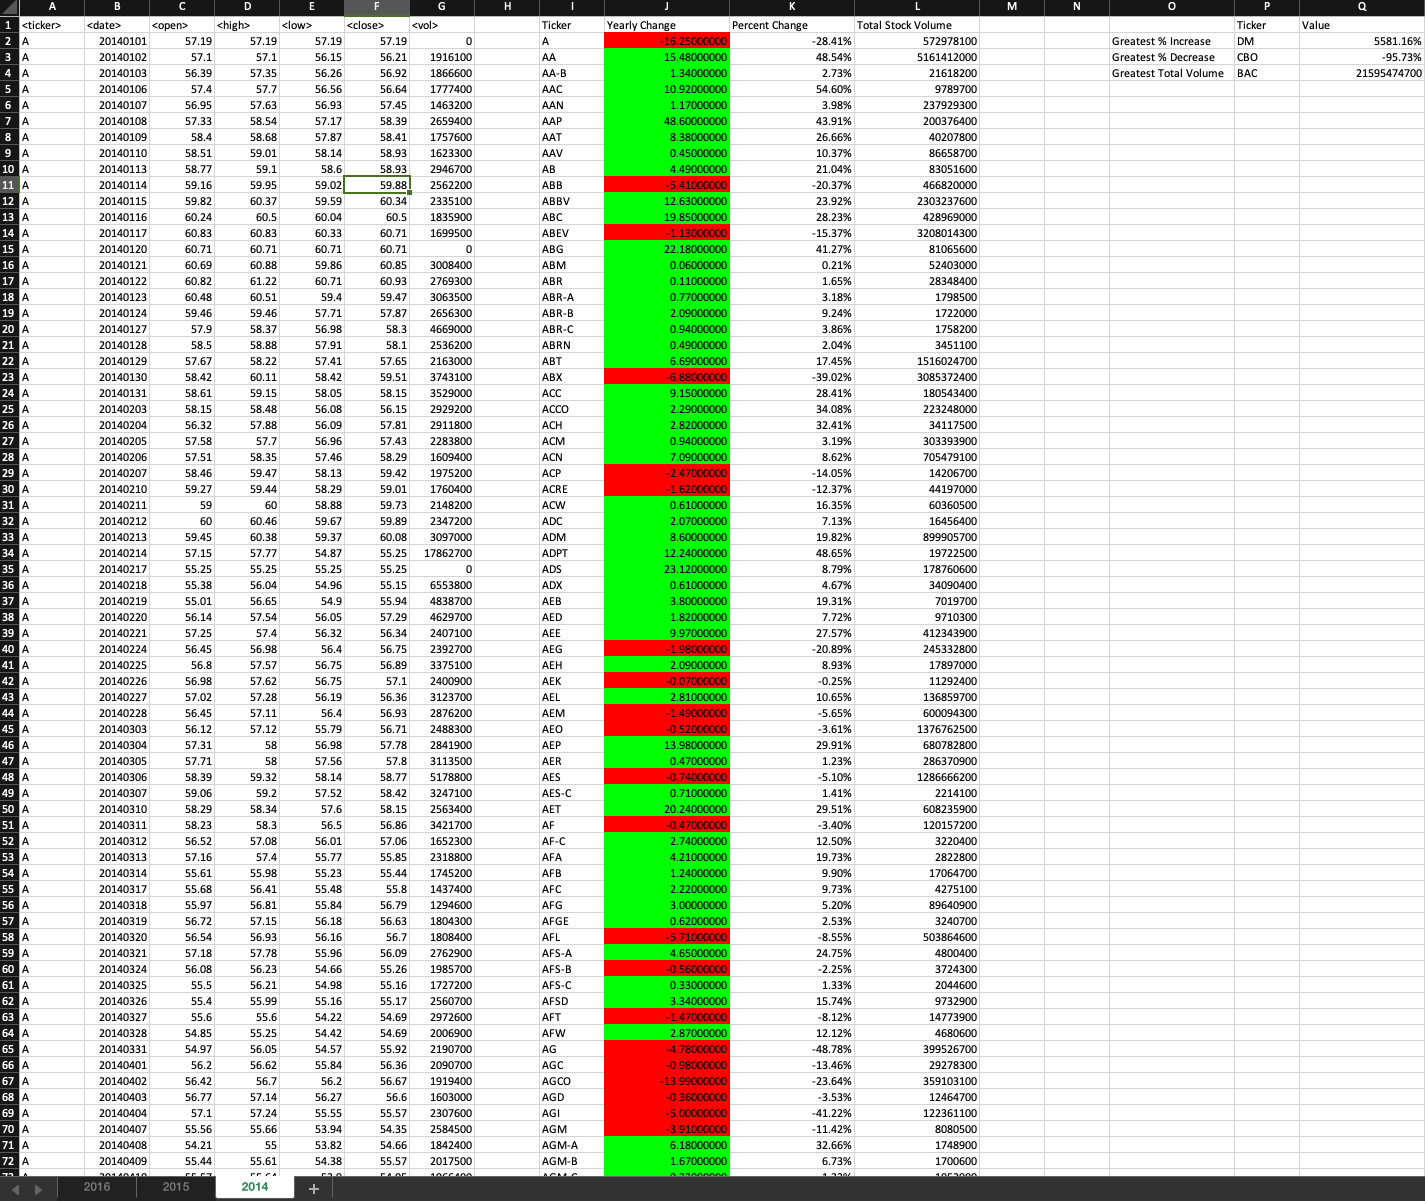 A B C D E F G H I J K L M N O P Q
1 <ticker> <date> <open> <high> <low> <close> <vol> Ticker Yearly Change Percent Change Total Stock Volume Ticker Value
2 A 20140101 57.19 57.19 57.19 57.19 0 A -16.25000000 -28.41% 572978100 Greatest % Increase DM 5581.16%
3 A 20140102 57.1 57.1 56.15 56.21 1916100 AA 15.48000000 48.54% 5161412000 Greatest % Decrease CBO -95.73%
4 A 20140103 56.39 57.35 56.26 56.92 1866600 AA-B 1.34000000 2.73% 21618200 Greatest Total Volume BAC 21595474700
5 A 20140106 57.4 57.7 56.56 56.64 1777400 AAC 10.92000000 54.60% 9789700
6 A 20140107 56.95 57.63 56.93 57.45 1463200 AAN 1.17000000 3.98% 237929300
7 A 20140108 57.33 58.54 57.17 58.39 2659400 AAP 48.60000000 43.91% 200376400
8 A 20140109 58.4 58.68 57.87 58.41 1757600 AAT 8.38000000 26.66% 40207800
9 A 20140110 58.51 59.01 58.14 58.93 1623300 AAV 0.45000000 10.37% 86658700
10 A 20140113 58.77 59.1 58.6 58.93 2946700 AB 4.49000000 21.04% 83051600
11 A 20140114 59.16 59.95 59.02 59.88 2562200 ABB -5.41000000 -20.37% 466820000
12 A 20140115 59.82 60.37 59.59 60.34 2335100 ABBV 12.63000000 23.92% 2303237600
13 A 20140116 60.24 60.5 60.04 60.5 1835900 ABC 19.85000000 28.23% 428969000
14 A 20140117 60.83 60.83 60.33 60.71 1699500 ABEV -1.13000000 -15.37% 3208014300
15 A 20140120 60.71 60.71 60.71 60.71 0 ABG 22.18000000 41.27% 81065600
16 A 20140121 60.69 60.88 59.86 60.85 3008400 ABM 0.06000000 0.21% 52403000
17 A 20140122 60.82 61.22 60.71 60.93 2769300 ABR 0.11000000 1.65% 28348400
18 A 20140123 60.48 60.51 59.4 59.47 3063500 ABR-A 0.77000000 3.18% 1798500
19 A 20140124 59.46 59.46 57.71 57.87 2656300 ABR-B 2.09000000 9.24% 1722000
20 A 20140127 57.9 58.37 56.98 58.3 4669000 ABR-C 0.94000000 3.86% 1758200
21 A 20140128 58.5 58.88 57.91 58.1 2536200 ABRN 0.49000000 2.04% 3451100
22 A 20140129 57.67 58.22 57.41 57.65 2163000 ABT 6.69000000 17.45% 1516024700
23 A 20140130 58.42 60.11 58.42 59.51 3743100 ABX -6.88000000 -39.02% 3085372400
24 A 20140131 58.61 59.15 58.05 58.15 3529000 ACC 9.15000000 28.41% 180543400
25 A 20140203 58.15 58.48 56.08 56.15 2929200 ACCO 2.29000000 34.08% 223248000
26 A 20140204 56.32 57.88 56.09 57.81 2911800 ACH 2.82000000 32.41% 34117500
27 A 20140205 57.58 57.7 56.96 57.43 2283800 ACM 0.94000000 3.19% 303393900
28 A 20140206 57.51 58.35 57.46 58.29 1609400 ACN 7.09000000 8.62% 705479100
29 A 20140207 58.46 59.47 58.13 59.42 1975200 ACP -2.47000000 -14.05% 14206700
30 A 20140210 59.27 59.44 58.29 59.01 1760400 ACRE -1.62000000 -12.37% 44197000
31 A 20140211 59 60 58.88 59.73 2148200 ACW 0.61000000 16.35% 60360500
32 A 20140212 60 60.46 59.67 59.89 2347200 ADC 2.07000000 7.13% 16456400
33 A 20140213 59.45 60.38 59.37 60.08 3097000 ADM 8.60000000 19.82% 899905700
34 A 20140214 57.15 57.77 54.87 55.25 17862700 ADPT 12.24000000 48.65% 19722500
35 A 20140217 55.25 55.25 55.25 55.25 0 ADS 23.12000000 8.79% 178760600
36 A 20140218 55.38 56.04 54.96 55.15 6553800 ADX 0.61000000 4.67% 34090400
37 A 20140219 55.01 56.65 54.9 55.94 4838700 AEB 3.80000000 19.31% 7019700
38 A 20140220 56.14 57.54 56.05 57.29 4629700 AED 1.82000000 7.72% 9710300
39 A 20140221 57.25 57.4 56.32 56.34 2407100 AEE 9.97000000 27.57% 412343900
40 A 20140224 56.45 56.98 56.4 56.75 2392700 AEG -1.98000000 -20.89% 245332800
41 A 20140225 56.8 57.57 56.75 56.89 3375100 AEH 2.09000000 8.93% 17897000
42 A 20140226 56.98 57.62 56.75 57.1 2400900 AEK -0.07000000 -0.25% 11292400
43 A 20140227 57.02 57.28 56.19 56.36 3123700 AEL 2.81000000 10.65% 136859700
44 A 20140228 56.45 57.11 56.4 56.93 2876200 AEM -1.49000000 -5.65% 600094300
45 A 20140303 56.12 57.12 55.79 56.71 2488300 AEO -0.52000000 -3.61% 1376762500
46 A 20140304 57.31 58 56.98 57.78 2841900 AEP 13.98000000 29.91% 680782800
47 A 20140305 57.71 58 57.56 57.8 3113500 AER 0.47000000 1.23% 286370900
48 A 20140306 58.39 59.32 58.14 58.77 5178800 AES -0.74000000 -5.10% 1286666200
49 A 20140307 59.06 59.2 57.52 58.42 3247100 AES-C 0.71000000 1.41% 2214100
50 A 20140310 58.29 58.34 57.6 58.15 2563400 AET 20.24000000 29.51% 608235900
51 A 20140311 58.23 58.3 56.5 56.86 3421700 AF -0.47000000 -3.40% 120157200
52 A 20140312 56.52 57.08 56.01 57.06 1652300 AF-C 2.74000000 12.50% 3220400
53 A 20140313 57.16 57.4 55.77 55.85 2318800 AFA 4.21000000 19.73% 2822800
54 A 20140314 55.61 55.98 55.23 55.44 1745200 AFB 1.24000000 9.90% 17064700
55 A 20140317 55.68 56.41 55.48 55.8 1437400 AFC 2.22000000 9.73% 4275100
56 A 20140318 55.97 56.81 55.84 56.79 1294600 AFG 3.00000000 5.20% 89640900
57 A 20140319 56.72 57.15 56.18 56.63 1804300 AFGE 0.62000000 2.53% 3240700
58 A 20140320 56.54 56.93 56.16 56.7 1808400 AFL -5.71000000 -8.55% 503864600
59 A 20140321 57.18 57.78 55.96 56.09 2762900 AFS-A 4.65000000 24.75% 4800400
60 A 20140324 56.08 56.23 54.66 55.26 1985700 AFS-B -0.56000000 -2.25% 3724300
61 A 20140325 55.5 56.21 54.98 55.16 1727200 AFS-C 0.33000000 1.33% 2044600
62 A 20140326 55.4 55.99 55.16 55.17 2560700 AFSD 3.34000000 15.74% 9732900
63 A 20140327 55.6 55.6 54.22 54.69 2972600 AFT -1.47000000 -8.12% 14773900
64 A 20140328 54.85 55.25 54.42 54.69 2006900 AFW 2.87000000 12.12% 4680600
65 A 20140331 54.97 56.05 54.57 55.92 2190700 AG -4.78000000 -48.78% 399526700
66 A 20140401 56.2 56.62 55.84 56.36 2090700 AGC -0.98000000 -13.46% 29278300
67 A 20140402 56.42 56.7 56.2 56.67 1919400 AGCO -13.99000000 -23.64% 359103100
68 A 20140403 56.77 57.14 56.27 56.6 1603000 AGD -0.36000000 -3.53% 12464700
69 A 20140404 57.1 57.24 55.55 55.57 2307600 AGI -5.00000000 -41.22% 122361100
70 A 20140407 55.56 55.66 53.94 54.35 2584500 AGM -3.91000000 -11.42% 8080500
71 A 20140408 54.21 55 53.82 54.66 1842400 AGM-A 6.18000000 32.66% 1748900
72 A 20140409 55.44 55.61 54.38 55.57 2017500 AGM-B 1.67000000 6.73% 1700600
2016 2015 2014 +